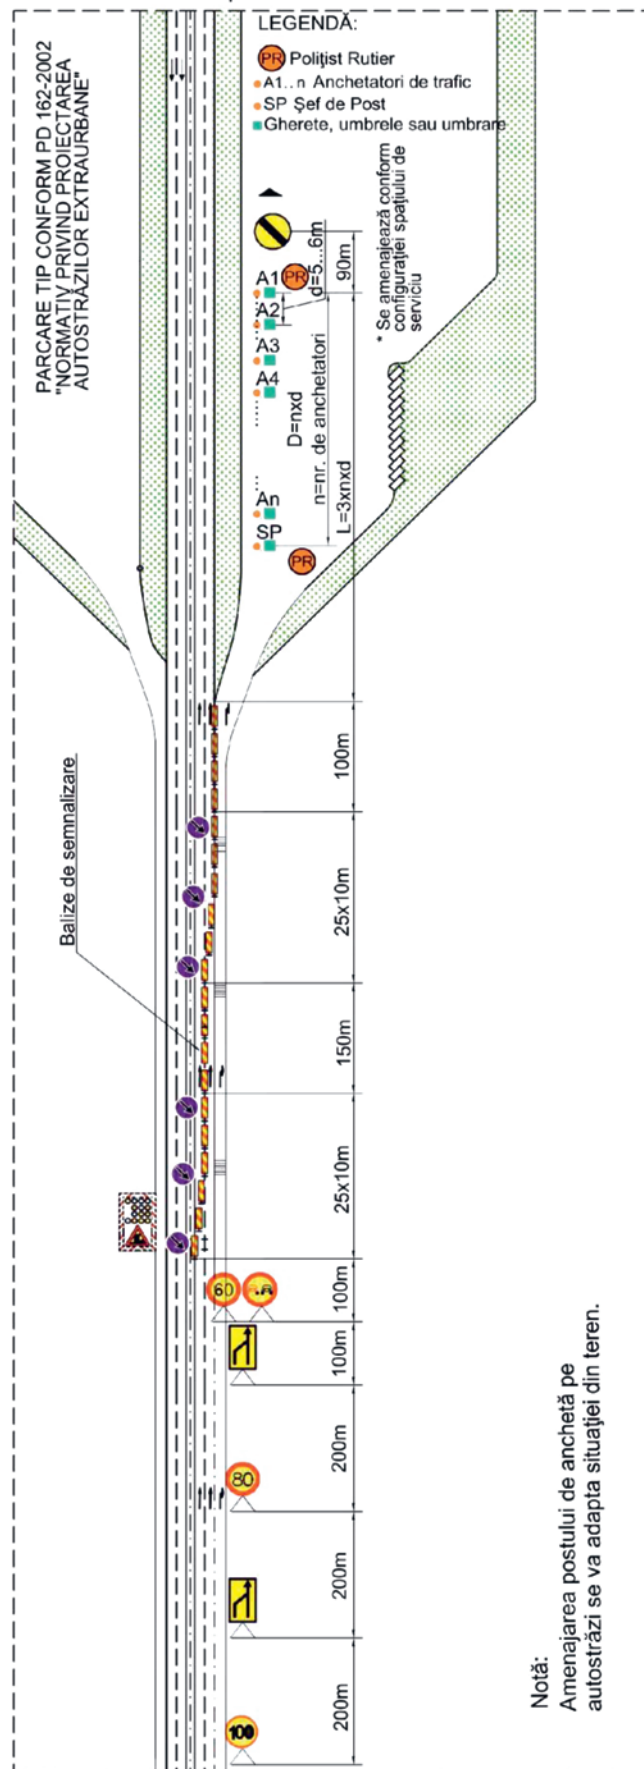 LEGENDĂ:
PR Polițist Rutier
A1..n Anchetatori de trafic
SP Șef de Post
Gherete, umbrele sau umbrare
PARCARE TIP CONFORM PD 162-2002
"NORMATIV PRIVIND PROIECTAREA
AUTOSTRĂZILOR EXTRAURBANE"
90m
d=5...6m
* Se amenajează conform
configurației spațiului de
serviciu
A1
PR
A2
A3
A4
An
SP
PR
D=nxd
n=nr. de anchetatori
L=3xnxd
100m
Balize de semnalizare
25x10m
150m
25x10m
100m
60
100m
200m
80
200m
200m
100
Notă:
Amenajarea postului de anchetă pe
autostrăzi se va adapta situației din teren.